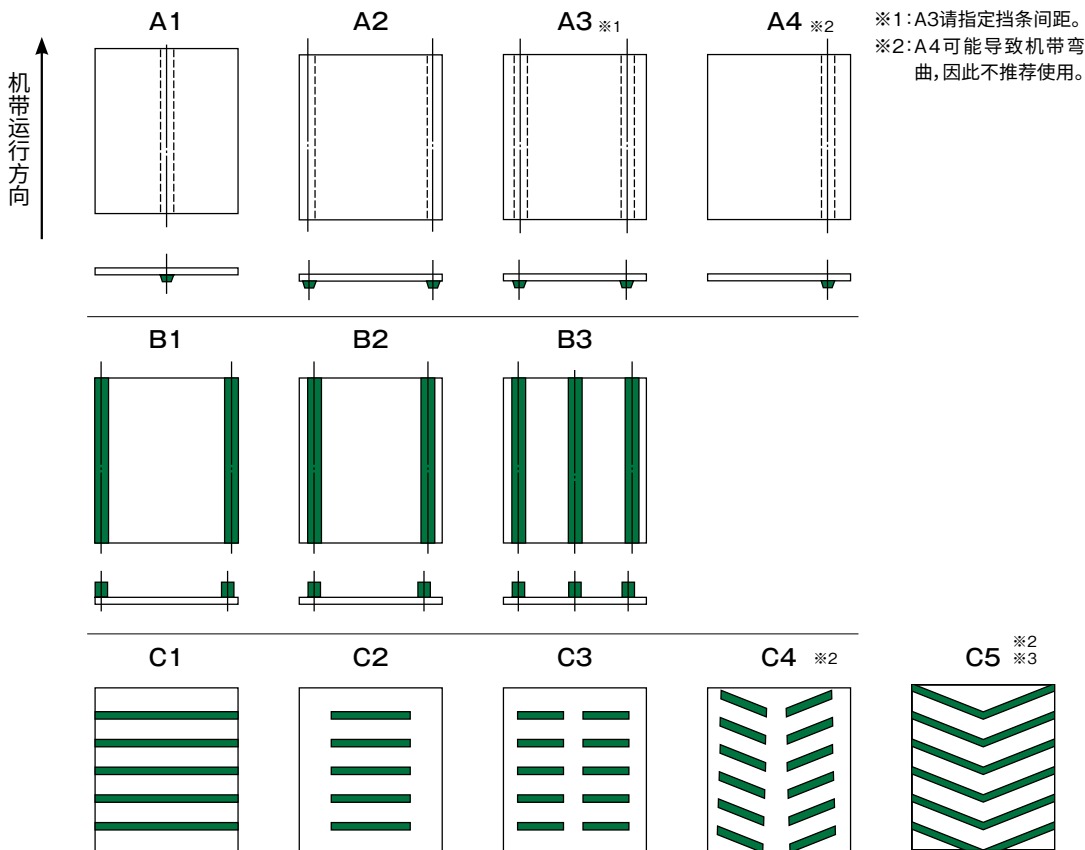 A1
A2
A3 ※1
A4 ※2
※1:A3请指定挡条间距。
※2:A4可能导致机带弯
曲,因此不推荐使用。
机带运行方向
B1
B2
B3
C1
C2
C3
C4 ※2
C5 ※2
※3